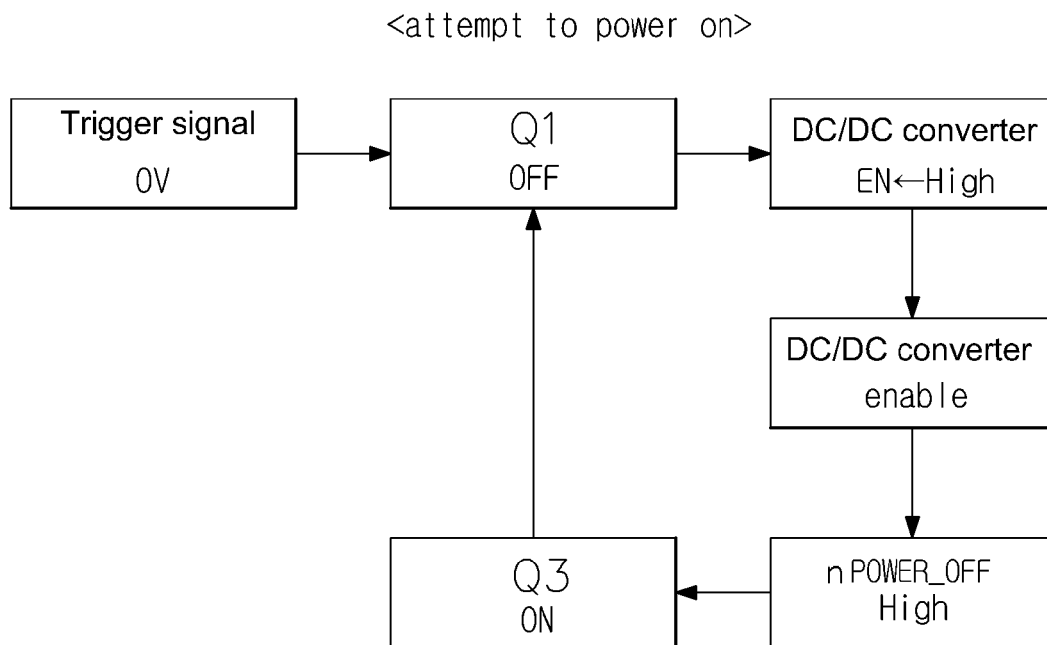 <attempt to power on>
Trigger signal
0V
Q1
OFF
DC/DC converter
EN←High
DC/DC converter
enable
Q3
ON
nPOWER_OFF
High